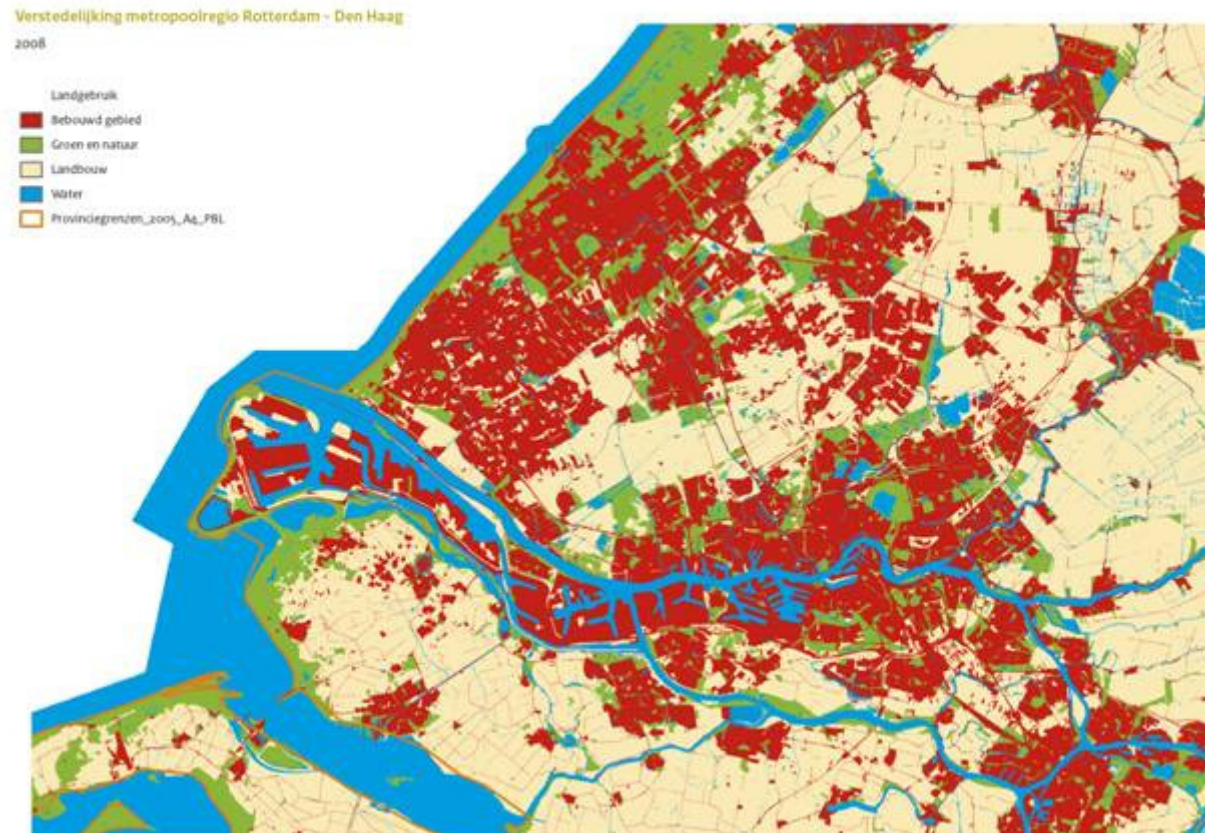 Verstedelijking metropoolregio Rotterdam - Den Haag
2008
Landgebruik
Bebouwd gebied
Groen en natuur
Landbouw
Water
Provinciegrenzen_2005_A4_PBL